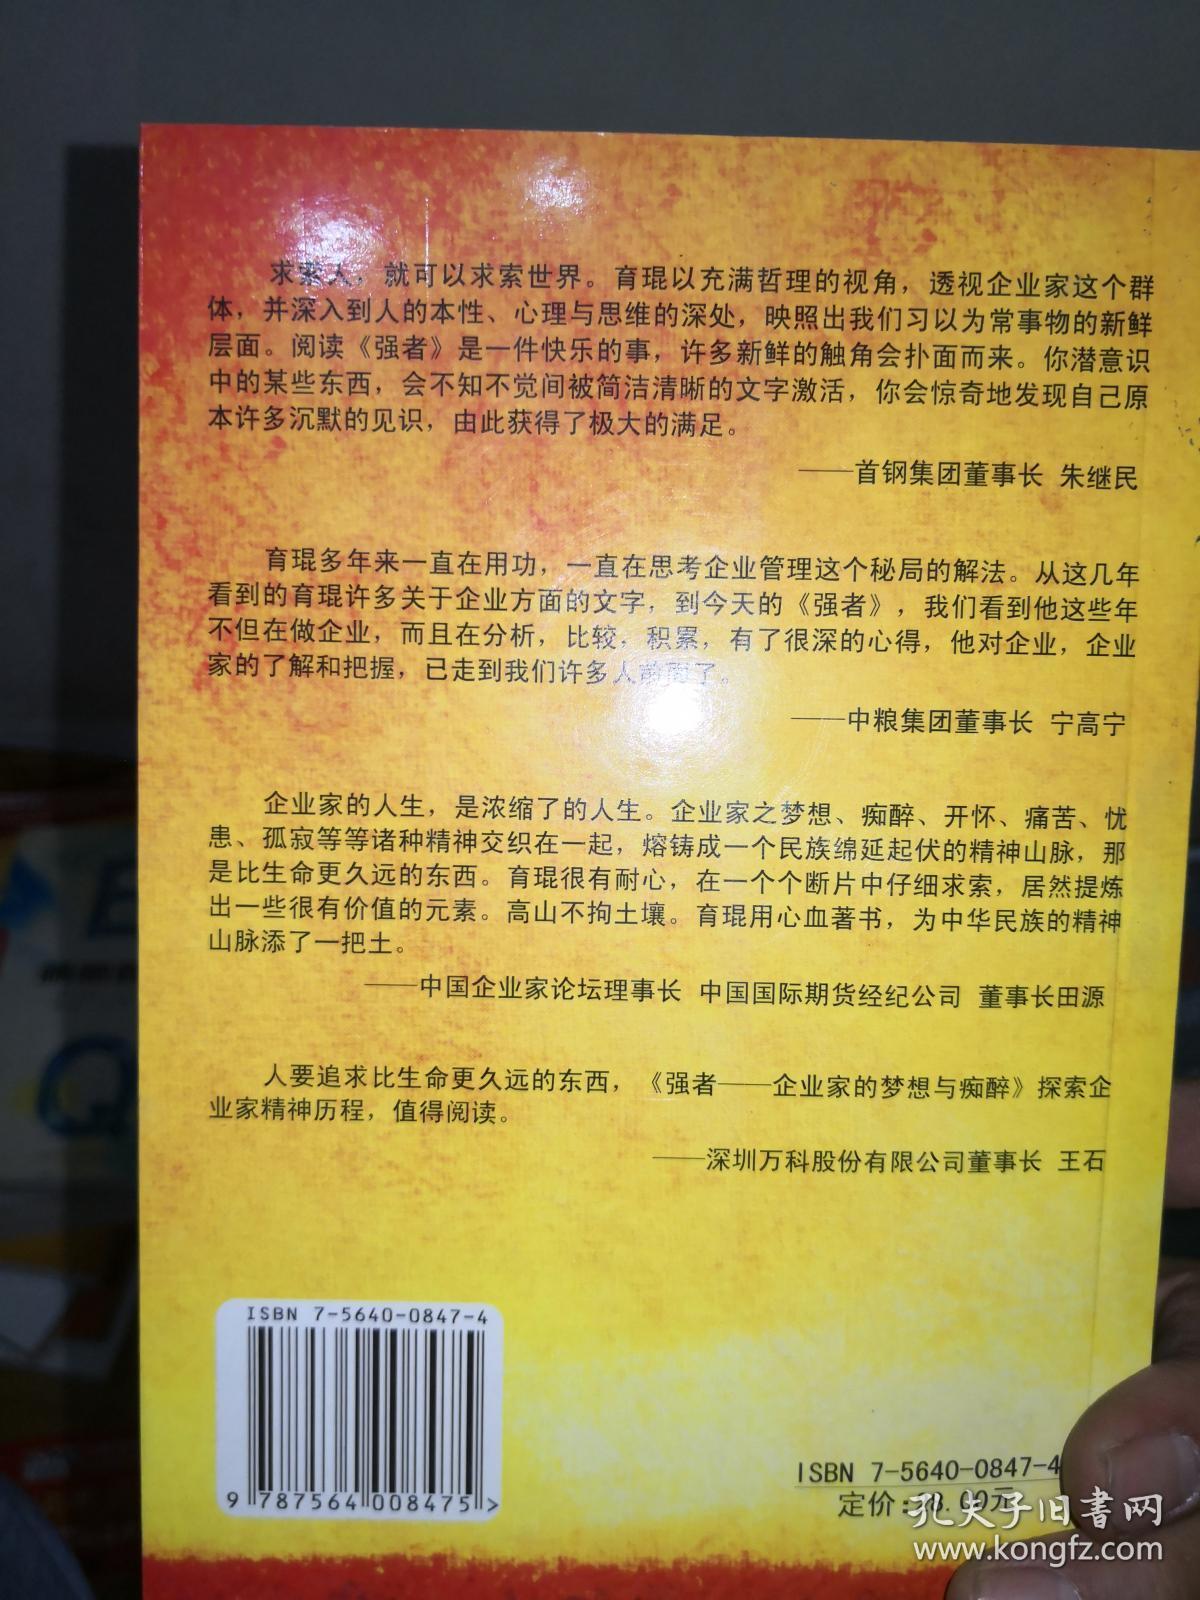 求索人，就可以求索世界。育琨以充满哲理的视角，透视企业家这个群
体，并深入到人的本性、心理与思维的深处，映照出我们习以为常事物的新鲜
层面。阅读《强者》是一件快乐的事，许多新鲜的触角会扑面而来。你潜意识
中的某些东西，会不知不觉间被简洁清晰的文字激活，你会惊奇地发现自己原
本许多沉默的见识，由此获得了极大的满足。
——首钢集团董事长 朱继民
育琨多年来一直在用功，一直在思考企业管理这个秘局的解法。从这几年
看到的育琨许多关于企业方面的文字，到今天的《强者》，我们看到他这些年
不但在做企业，而且在分析，比较，积累，有了很深的心得，他对企业，企业
家的了解和把握，已走到我们许多人前面了。
——中粮集团董事长 宁高宁
企业家的人生，是浓缩了的人生。企业家之梦想、痴醉、开怀、痛苦、忧
患、孤寂等等诸种精神交织在一起，熔铸成一个民族绵延起伏的精神山脉，那
是比生命更久远的东西。育琨很有耐心，在一个个断片中仔细求索，居然提炼
出一些很有价值的元素。高山不拘土壤。育琨用心血著书，为中华民族的精神
山脉添了一把土。
——中国企业家论坛理事长 中国国际期货经纪公司 董事长田源
人要追求比生命更久远的东西，《强者——企业家的梦想与痴醉》探索企
业家精神历程，值得阅读。
——深圳万科股份有限公司董事长 王石
ISBN 7-5640-0847-4
9 787564 008475 >
ISBN 7-5640-0847-4
定价: 8.00元
孔夫子旧书网
www.kongfz.com